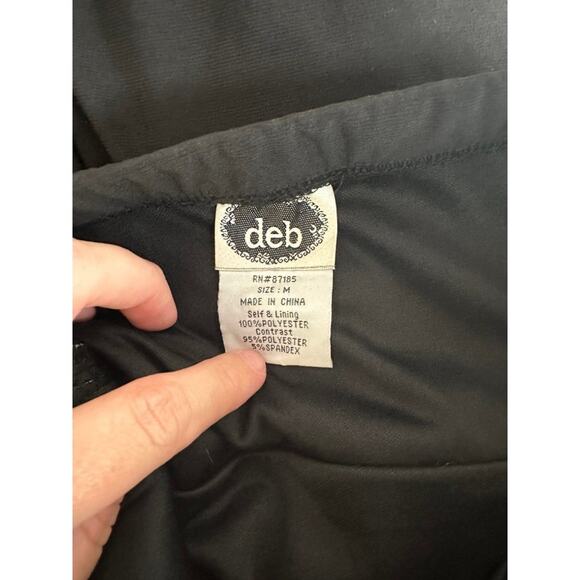 deb
RN#87185
SIZE: M
MADE IN CHINA
Self & Lining
100%POLYESTER
Contrast
95%POLYESTER
5%SPANDEX